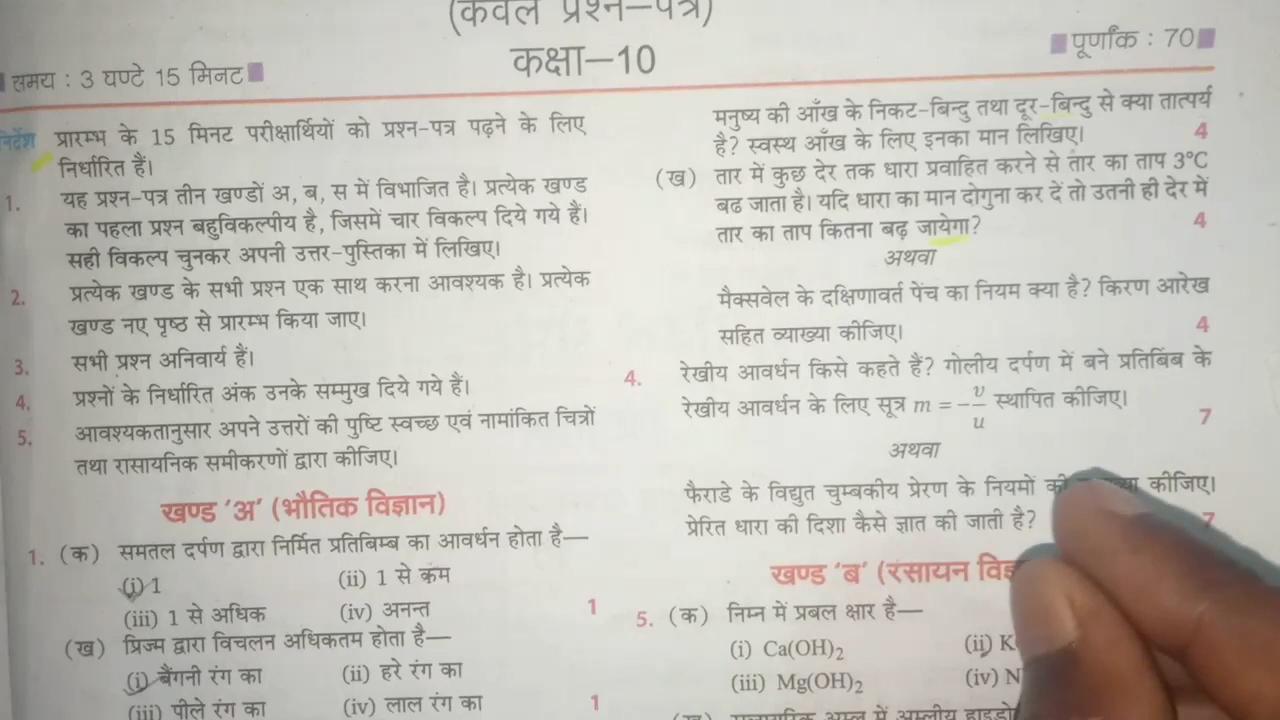 (केवल प्रश्न-पत्र)
कक्षा-10
समय : 3 घण्टे 15 मिनट
पूर्णांक : 70
निर्देश प्रारम्भ के 15 मिनट परीक्षार्थियों को प्रश्न-पत्र पढ़ने के लिए
निर्धारित हैं।
1. यह प्रश्न-पत्र तीन खण्डों अ, ब, स में विभाजित है। प्रत्येक खण्ड
का पहला प्रश्न बहुविकल्पीय है, जिसमें चार विकल्प दिये गये हैं।
सही विकल्प चुनकर अपनी उत्तर-पुस्तिका में लिखिए।
2. प्रत्येक खण्ड के सभी प्रश्न एक साथ करना आवश्यक है। प्रत्येक
खण्ड नए पृष्ठ से प्रारम्भ किया जाए।
3. सभी प्रश्न अनिवार्य हैं।
4. प्रश्नों के निर्धारित अंक उनके सम्मुख दिये गये हैं।
5. आवश्यकतानुसार अपने उत्तरों की पुष्टि स्वच्छ एवं नामांकित चित्रों
तथा रासायनिक समीकरणों द्वारा कीजिए।
खण्ड 'अ' (भौतिक विज्ञान)
1. (क) समतल दर्पण द्वारा निर्मित प्रतिबिम्ब का आवर्धन होता है—
(i) 1 (ii) 1 से कम
(iii) 1 से अधिक (iv) अनन्त 1
(ख) प्रिज्म द्वारा विचलन अधिकतम होता है—
(i) बैंगनी रंग का (ii) हरे रंग का
(iii) पीले रंग का (iv) लाल रंग का 1
मनुष्य की आँख के निकट-बिन्दु तथा दूर-बिन्दु से क्या तात्पर्य
है? स्वस्थ आँख के लिए इनका मान लिखिए। 4
(ख) तार में कुछ देर तक धारा प्रवाहित करने से तार का ताप 3°C
बढ जाता है। यदि धारा का मान दोगुना कर दें तो उतनी ही देर में
तार का ताप कितना बढ़ जायेगा? 4
अथवा
मैक्सवेल के दक्षिणावर्त पेंच का नियम क्या है? किरण आरेख
सहित व्याख्या कीजिए। 4
4. रेखीय आवर्धन किसे कहते हैं? गोलीय दर्पण में बने प्रतिबिंब के
रेखीय आवर्धन के लिए सूत्र m = -v/u स्थापित कीजिए। 7
अथवा
फैराडे के विद्युत चुम्बकीय प्रेरण के नियमों की कीजिए।
प्रेरित धारा की दिशा कैसे ज्ञात की जाती है? 7
खण्ड 'ब' (रसायन
5. (क) निम्न में प्रबल क्षार है—
(i) Ca(OH)₂ (ii) K
(iii) Mg(OH)₂ (iv) N